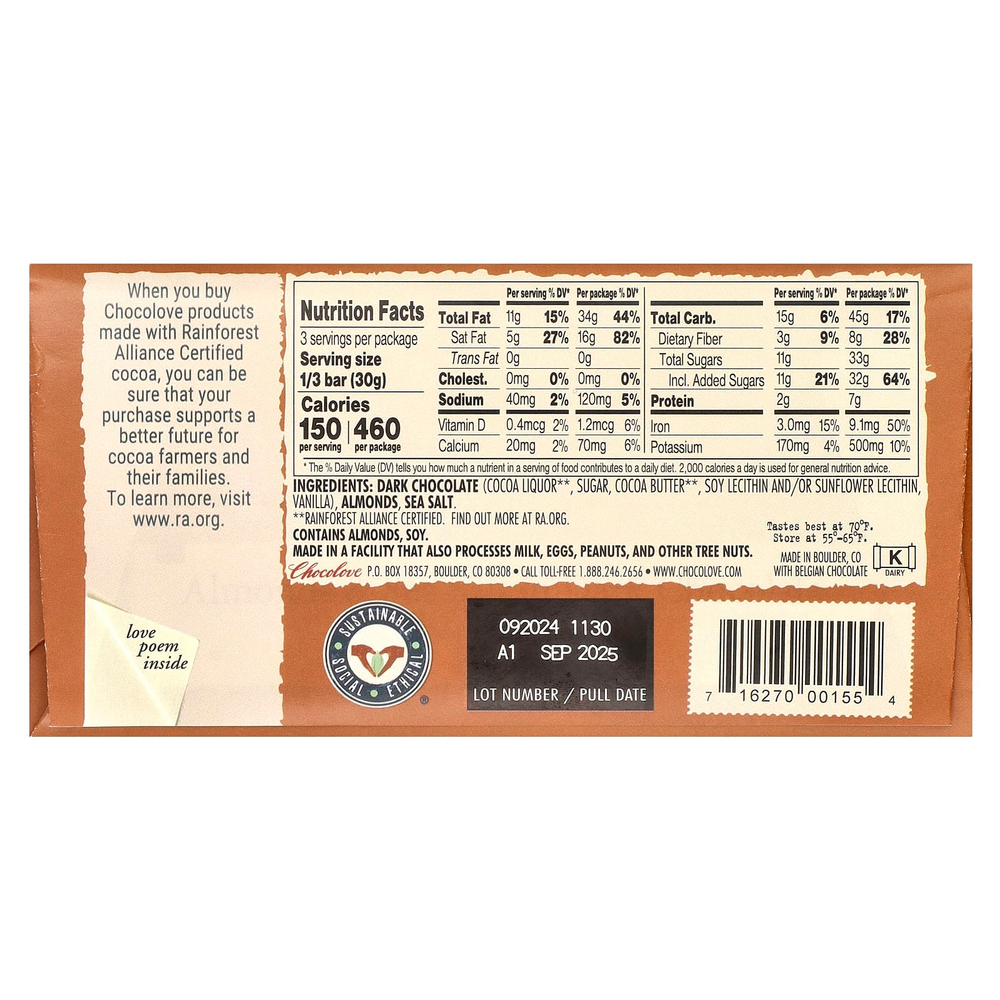 When you buy
Chocolove products
made with Rainforest
Alliance Certified
cocoa, you can be
sure that your
purchase supports a
better future for
cocoa farmers and
their families.
To learn more, visit
www.ra.org.
love
poem
inside
Nutrition Facts
3 servings per package
Serving size
1/3 bar (30g)
Calories
150 460
per serving per package
Per serving % DV* Per package % DV*
Total Fat 11g 15% 34g 44%
Sat Fat 5g 27% 16g 82%
Trans Fat 0g 0g
Cholest. 0mg 0% 0mg 0%
Sodium 40mg 2% 120mg 5%
Vitamin D 0.4mcg 2% 1.2mcg 6%
Calcium 20mg 2% 70mg 6%
Per serving % DV* Per package % DV*
Total Carb. 15g 6% 45g 17%
Dietary Fiber 3g 9% 8g 28%
Total Sugars 11g 33g
Incl. Added Sugars 11g 21% 32g 64%
Protein 2g 7g
Iron 3.0mg 15% 9.1mg 50%
Potassium 170mg 4% 500mg 10%
*The % Daily Value (DV) tells you how much a nutrient in a serving of food contributes to a daily diet. 2,000 calories a day is used for general nutrition advice.
INGREDIENTS: DARK CHOCOLATE (COCOA LIQUOR**, SUGAR, COCOA BUTTER**, SOY LECITHIN AND/OR SUNFLOWER LECITHIN,
VANILLA), ALMONDS, SEA SALT.
**RAINFOREST ALLIANCE CERTIFIED. FIND OUT MORE AT RA.ORG.
CONTAINS ALMONDS, SOY.
MADE IN A FACILITY THAT ALSO PROCESSES MILK, EGGS, PEANUTS, AND OTHER TREE NUTS.
Chocolove P.O. BOX 18357, BOULDER, CO 80308 • CALL TOLL-FREE 1.888.246.2656 • WWW.CHOCOLOVE.COM
Tastes best at 70°F.
Store at 55°-65°F.
MADE IN BOULDER, CO
WITH BELGIAN CHOCOLATE
K
DAIRY
SUSTAINABLE
SOCIAL • ETHICAL
®
092024 1130
A1 SEP 2025
LOT NUMBER / PULL DATE
7 16270 00155 4